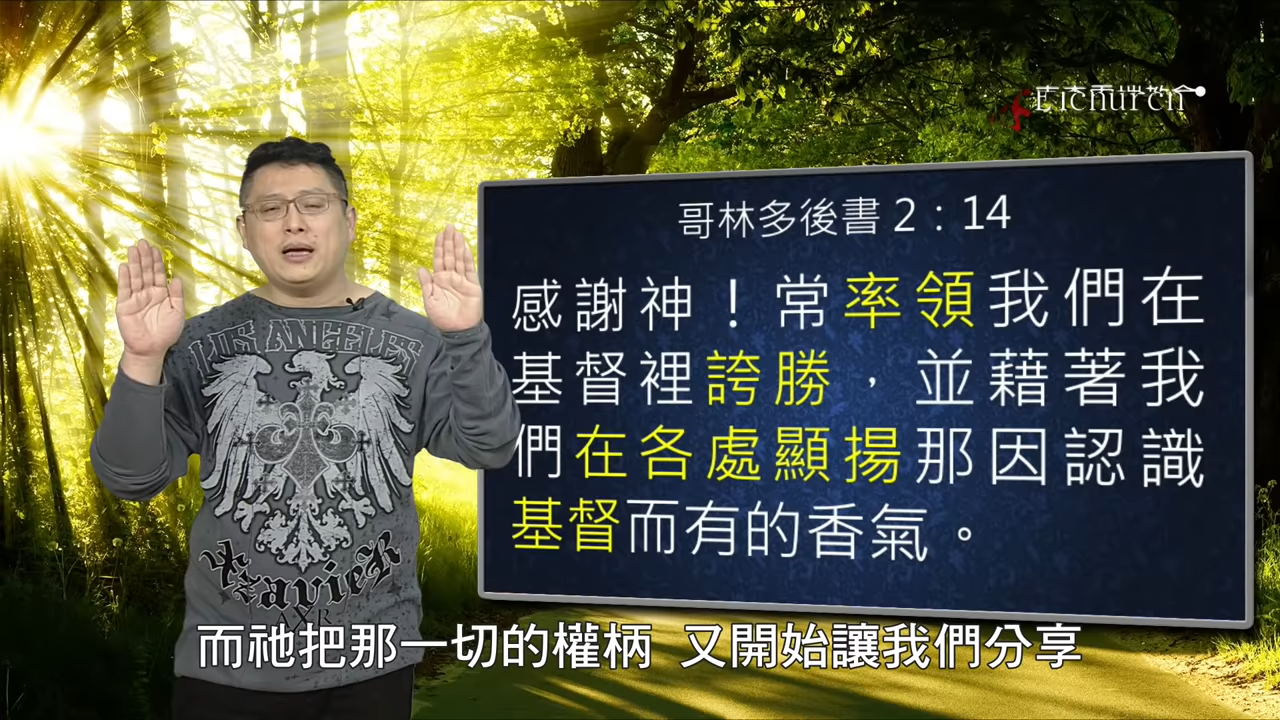 Elchurch
哥林多後書 2：14
感謝神！常率領我們在
基督裡誇勝，並藉著我
們在各處顯揚那因認識
基督而有的香氣。
LOS ANGELES
XavieR
而祂把那一切的權柄 又開始讓我們分享